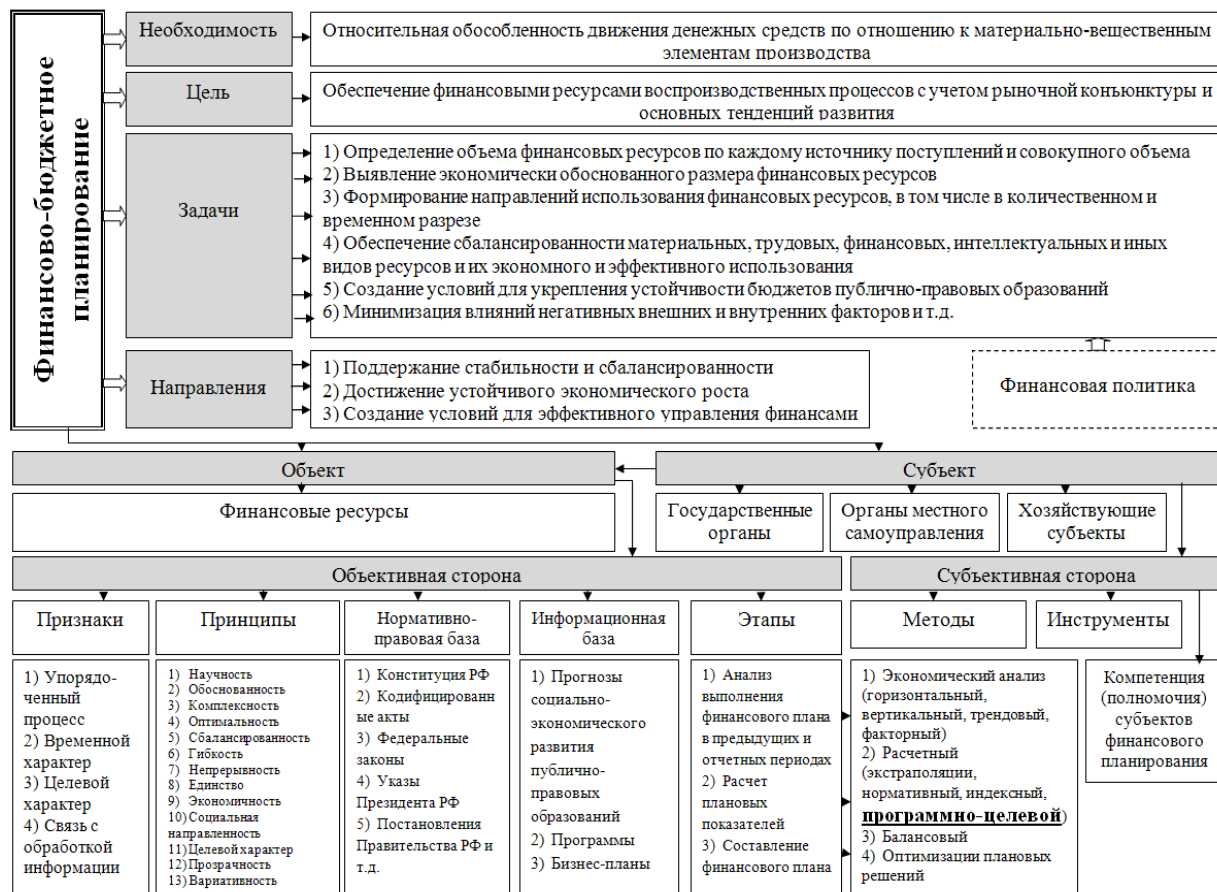 Финансово-бюджетное
планирование
Необходимость
Относительная обособленность движения денежных средств по отношению к материально-вещественным
элементам производства
Цель
Обеспечение финансовыми ресурсами воспроизводственных процессов с учетом рыночной конъюнктуры и
основных тенденций развития
Задачи
1) Определение объема финансовых ресурсов по каждому источнику поступлений и совокупного объема
2) Выявление экономически обоснованного размера финансовых ресурсов
3) Формирование направлений использования финансовых ресурсов, в том числе в количественном и
временном разрезе
4) Обеспечение сбалансированности материальных, трудовых, финансовых, интеллектуальных и иных
видов ресурсов и их экономного и эффективного использования
5) Создание условий для укрепления устойчивости бюджетов публично-правовых образований
6) Минимизация влияний негативных внешних и внутренних факторов и т.д.
Направления
1) Поддержание стабильности и сбалансированности
2) Достижение устойчивого экономического роста
3) Создание условий для эффективного управления финансами
Финансовая политика
Объект
Субъект
Финансовые ресурсы
Государственные
органы
Органы местного
самоуправления
Хозяйствующие
субъекты
Объективная сторона
Субъективная сторона
Признаки
Принципы
Нормативно-
правовая база
Информационная
база
Этапы
Методы
Инструменты
1) Упорядо-
ченный
процесс
2) Временной
характер
3) Целевой
характер
4) Связь с
обработкой
информации
1) Научность
2) Обоснованность
3) Комплексность
4) Оптимальность
5) Сбалансированность
6) Гибкость
7) Непрерывность
8) Единство
9) Экономичность
10) Социальная
направленность
11) Целевой характер
12) Прозрачность
13) Вариативность
1) Конституция РФ
2) Кодифицированн
ые акты
3) Федеральные
законы
4) Указы
Президента РФ
5) Постановления
Правительства РФ и
т.д.
1) Прогнозы
социально-
экономического
развития
публично-
правовых
образований
2) Программы
3) Бизнес-планы
1) Анализ
выполнения
финансового плана
в предыдущих и
отчетных периодах
2) Расчет
плановых
показателей
3) Составление
финансового плана
1) Экономический анализ
(горизонтальный,
вертикальный, трендовый,
факторный)
2) Расчетный
(экстраполяции,
нормативный, индексный,
программно-целевой)
3) Балансовый
4) Оптимизации плановых
решений
Компетенция
(полномочия)
субъектов
финансового
планирования